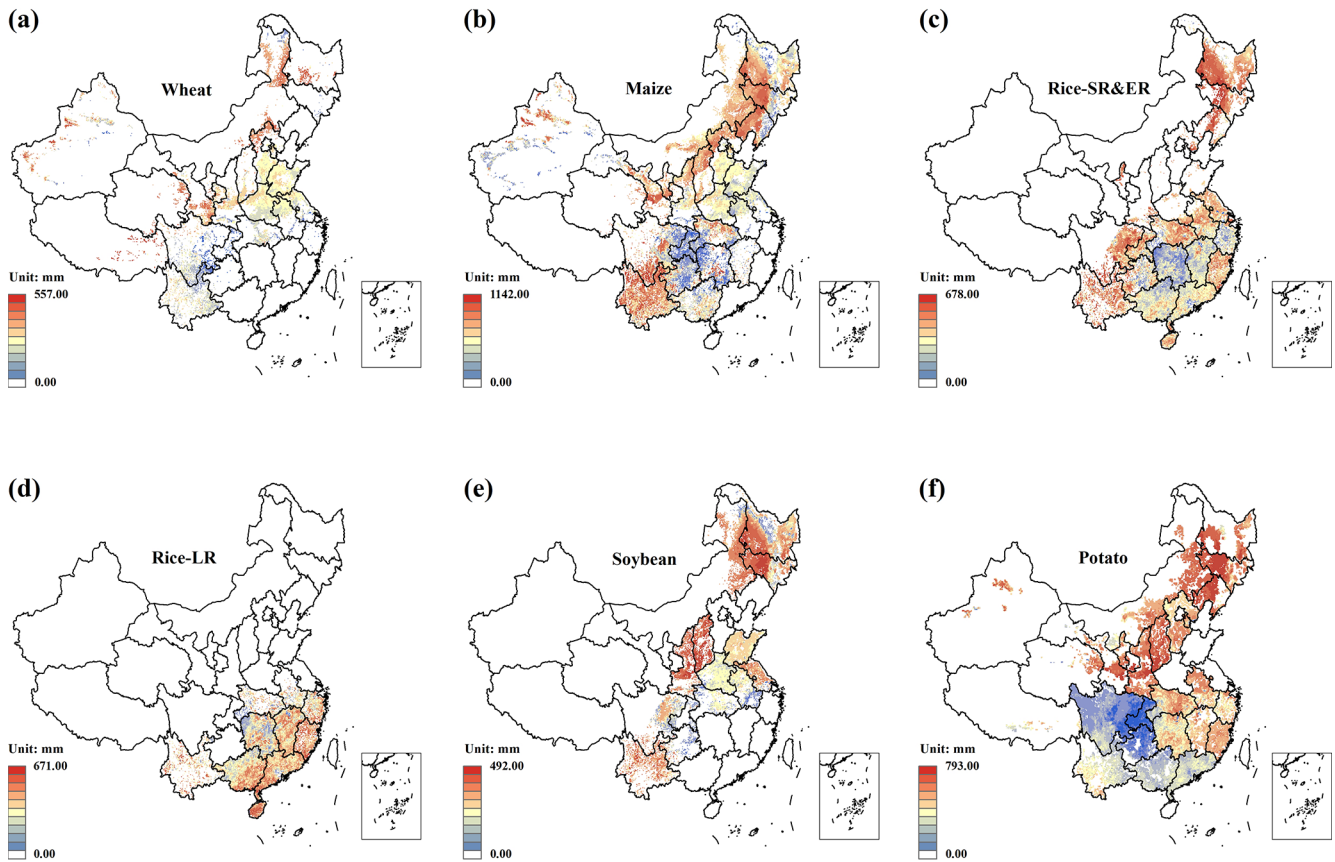 (a)
Wheat
Unit: mm
557.00
0.00
(b)
Maize
Unit: mm
1142.00
0.00
(c)
Rice-SR&ER
Unit: mm
678.00
0.00
(d)
Rice-LR
Unit: mm
671.00
0.00
(e)
Soybean
Unit: mm
492.00
0.00
(f)
Potato
Unit: mm
793.00
0.00